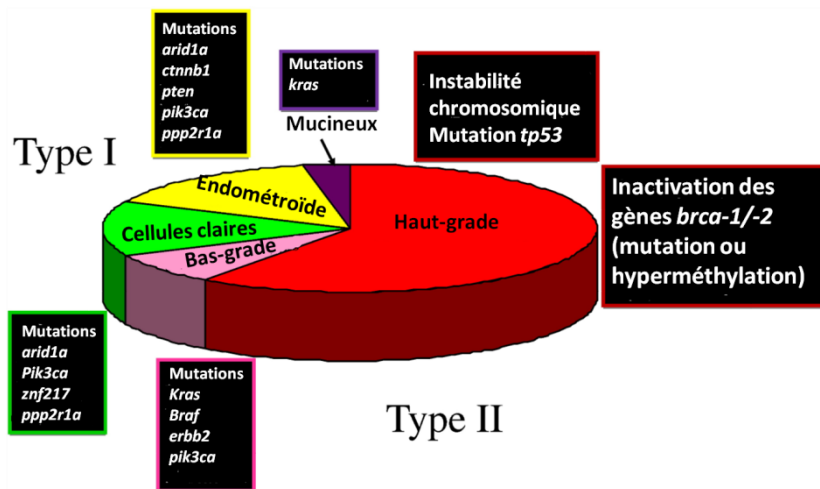 Mutations
arid1a
ctnnb1
pten
pik3ca
ppp2r1a
Mutations
kras
Mucineux
Instabilité
chromosomique
Mutation tp53
Type I
Endométroïde
Cellules claires
Bas-grade
Haut-grade
Inactivation des
gènes brca-1/-2
(mutation ou
hyperméthylation)
Mutations
arid1a
Pik3ca
znf217
ppp2r1a
Mutations
Kras
Braf
erbb2
pik3ca
Type II